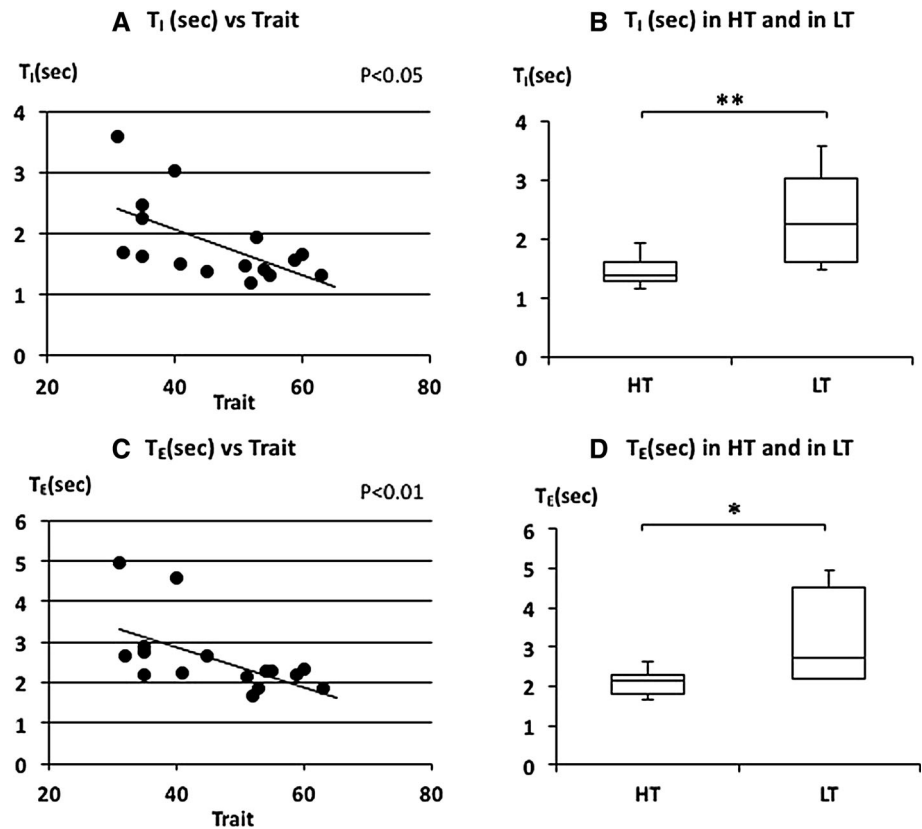 A T_I (sec) vs Trait
T_I(sec)
P<0.05
4
3
2
1
0
20 40 60 80
Trait
B T_I (sec) in HT and in LT
T_I(sec)
**
4
3
2
1
0
HT LT
C T_E(sec) vs Trait
T_E(sec)
P<0.01
6
5
4
3
2
1
0
20 40 60 80
Trait
D T_E(sec) in HT and in LT
T_E(sec)
*
6
5
4
3
2
1
0
HT LT